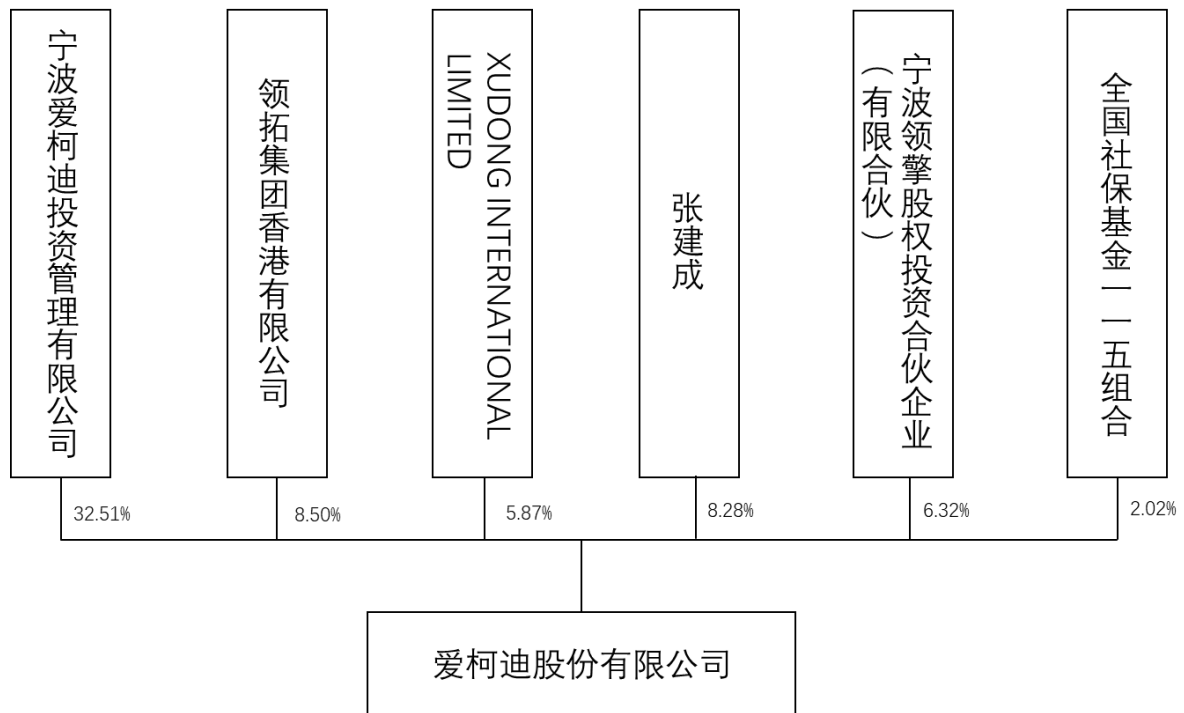 宁波爱柯迪投资管理有限公司
领拓集团香港有限公司
XUDONG INTERNATIONAL
LIMITED
张建成
宁波领擎股权投资合伙企业
（有限合伙）
全国社保基金一一五组合
32.51%
8.50%
5.87%
8.28%
6.32%
2.02%
爱柯迪股份有限公司